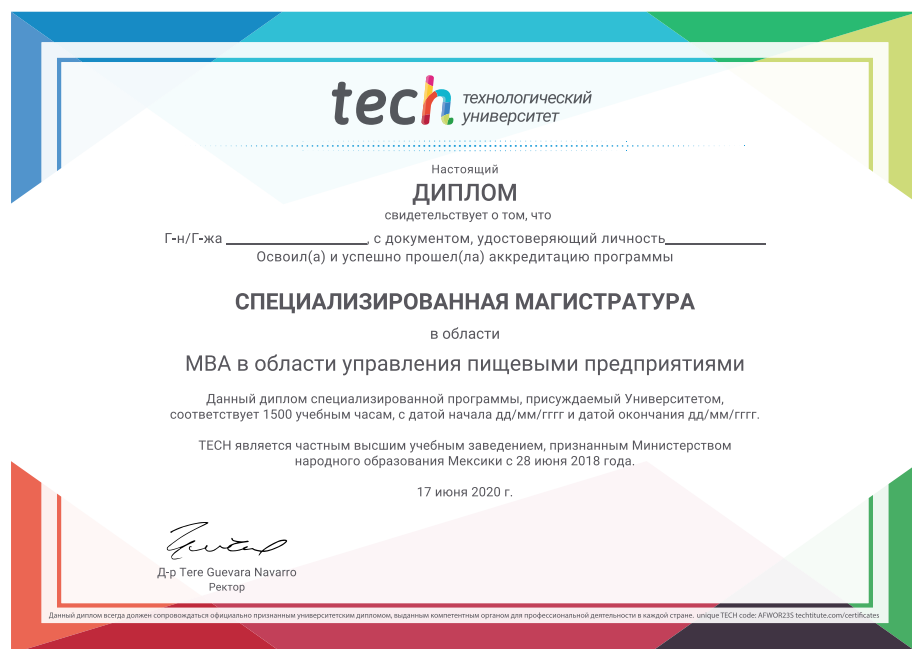 tech технологический
университет
Настоящий
ДИПЛОМ
свидетельствует о том, что
Г-н/Г-жа ____________________, с документом, удостоверяющий личность______________
Освоил(а) и успешно прошел(ла) аккредитацию программы
СПЕЦИАЛИЗИРОВАННАЯ МАГИСТРАТУРА
в области
МВА в области управления пищевыми предприятиями
Данный диплом специализированной программы, присуждаемый Университетом,
соответствует 1500 учебным часам, с датой начала дд/мм/гггг и датой окончания дд/мм/гггг.
TECH является частным высшим учебным заведением, признанным Министерством
народного образования Мексики с 28 июня 2018 года.
17 июня 2020 г.
Д-р Tere Guevara Navarro
Ректор
Данный диплом всегда должен сопровождаться официально признанным университетским дипломом, выданным компетентным органом для профессиональной деятельности в каждой стране. unique TECH code: AFWOR23S techtitute.com/certificates